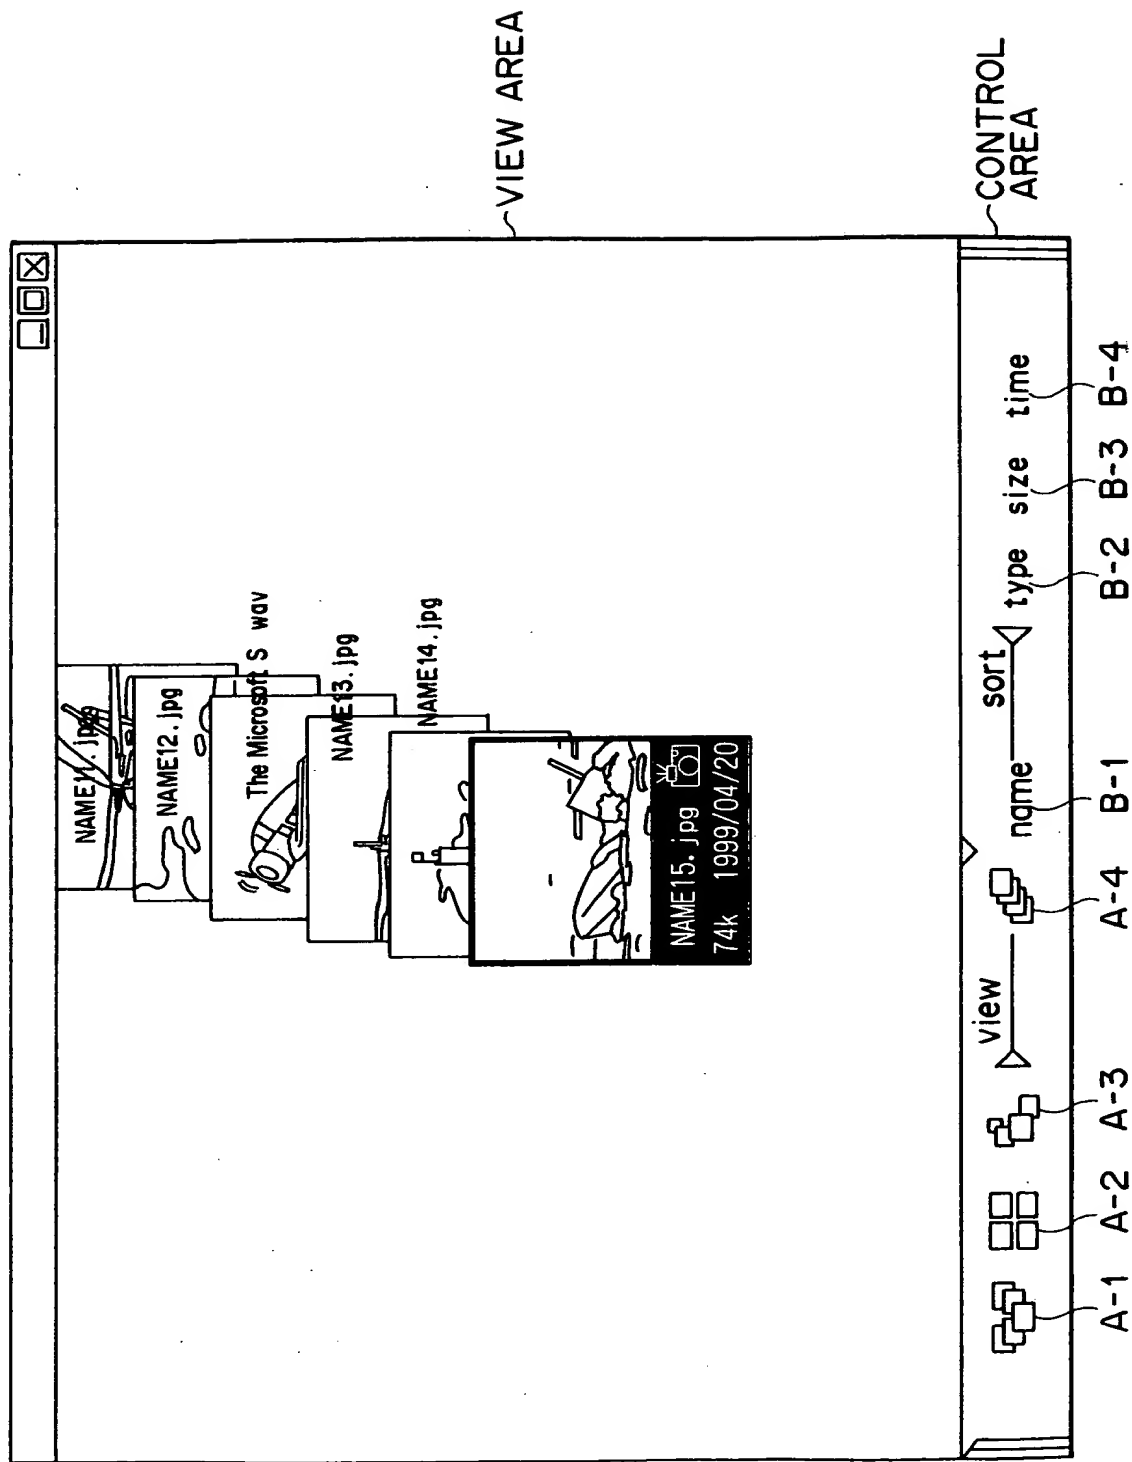 VIEW AREA
NAME11.jpg
NAME12.jpg
The Microsoft S wav
NAME13.jpg
NAME14.jpg
NAME15.jpg
74k 1999/04/20
CONTROL
AREA
view
sort
name type size time
A-1 A-2 A-3 A-4 B-1 B-2 B-3 B-4